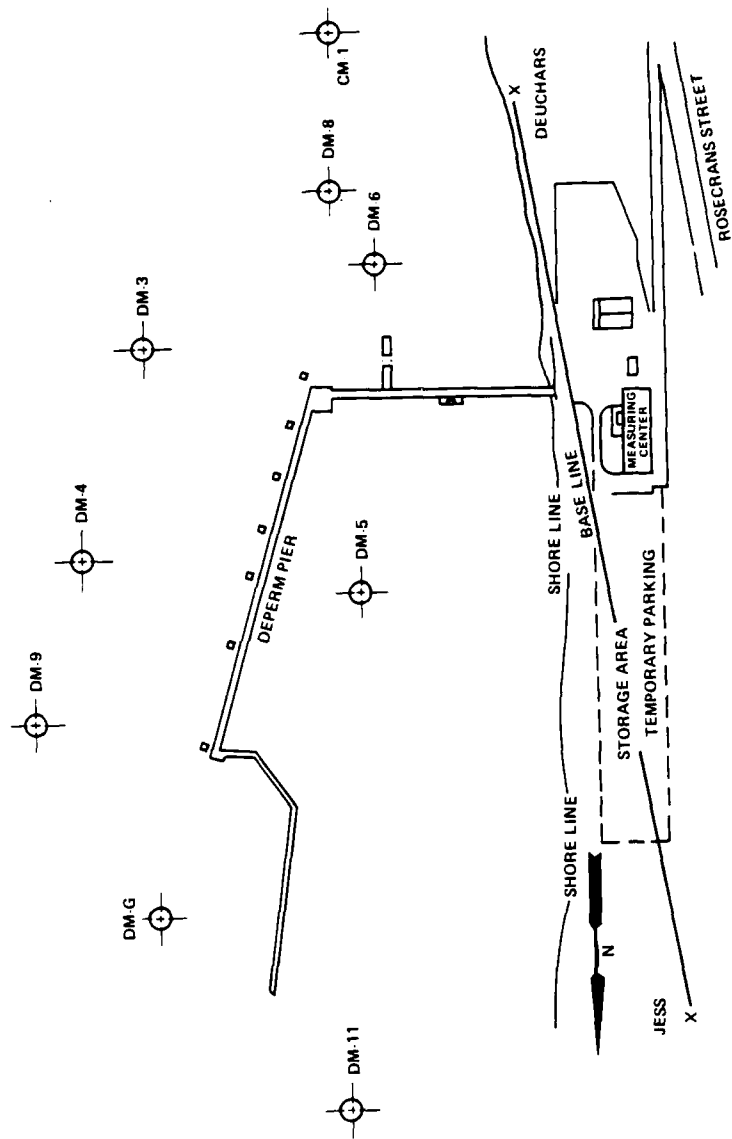 CM-1
DM-8
DM-6
DM-3
DM-4
DM-9
DM-G
DM-5
DM-11
DEPERM PIER
DEUCHARS
ROSECRANS STREET
MEASURING
CENTER
SHORE LINE
BASE LINE
SHORE LINE
STORAGE AREA
TEMPORARY PARKING
N
JESS
X
X